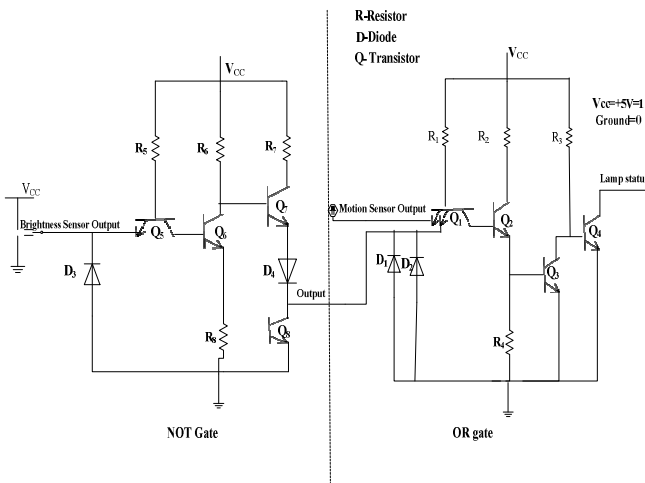 R-Resistor
D-Diode
Q- Transistor
VCC
VCC
Vcc=+5V=1
Ground=0
R5
R6
R7
R1
R2
R3
Lamp status
VCC
Q7
Motion Sensor Output
Brightness Sensor Output
Q5
Q6
Q1
Q2
Q4
D3
D4
D1
D2
Q3
Output
Q8
R8
R4
NOT Gate
OR gate